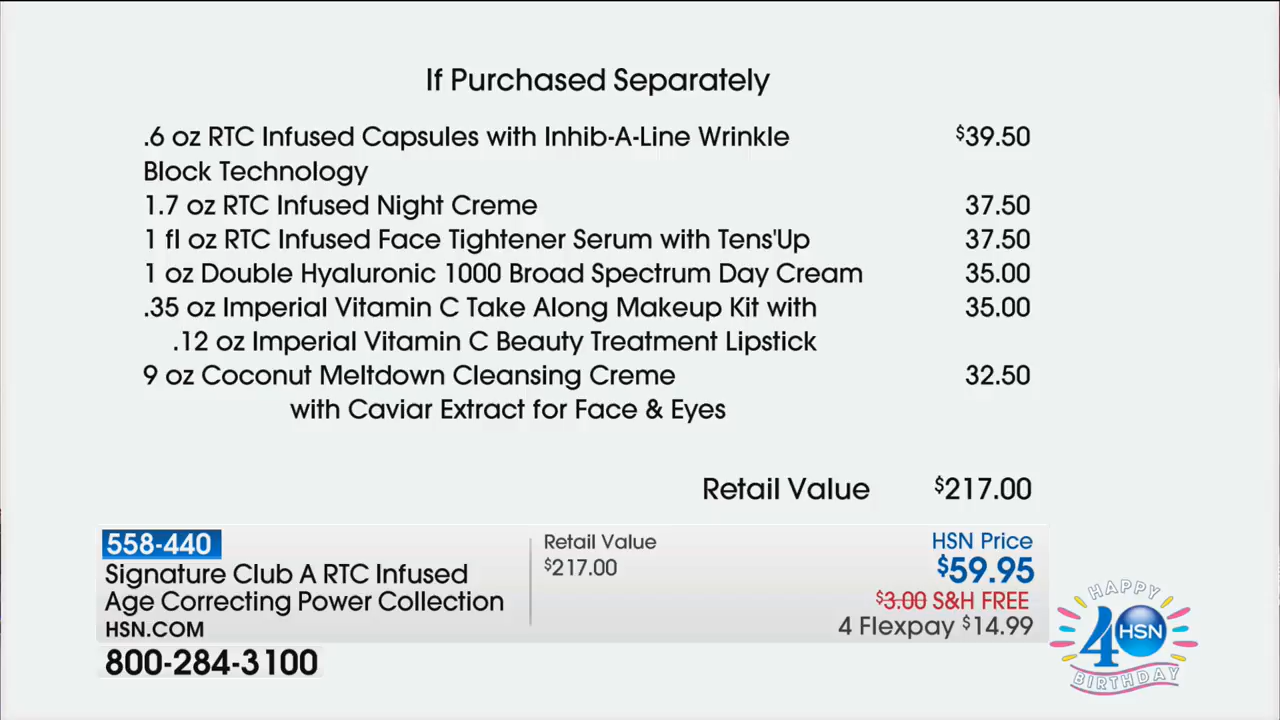 If Purchased Separately
.6 oz RTC Infused Capsules with Inhib-A-Line Wrinkle $39.50
Block Technology
1.7 oz RTC Infused Night Creme 37.50
1 fl oz RTC Infused Face Tightener Serum with Tens'Up 37.50
1 oz Double Hyaluronic 1000 Broad Spectrum Day Cream 35.00
.35 oz Imperial Vitamin C Take Along Makeup Kit with 35.00
.12 oz Imperial Vitamin C Beauty Treatment Lipstick
9 oz Coconut Meltdown Cleansing Creme 32.50
with Caviar Extract for Face & Eyes
Retail Value $217.00
558-440
Signature Club A RTC Infused
Age Correcting Power Collection
HSN.COM
800-284-3100
Retail Value
$217.00
HSN Price
$59.95
$3.00 S&H FREE
4 Flexpay $14.99
HAPPY
40 HSN
BIRTHDAY